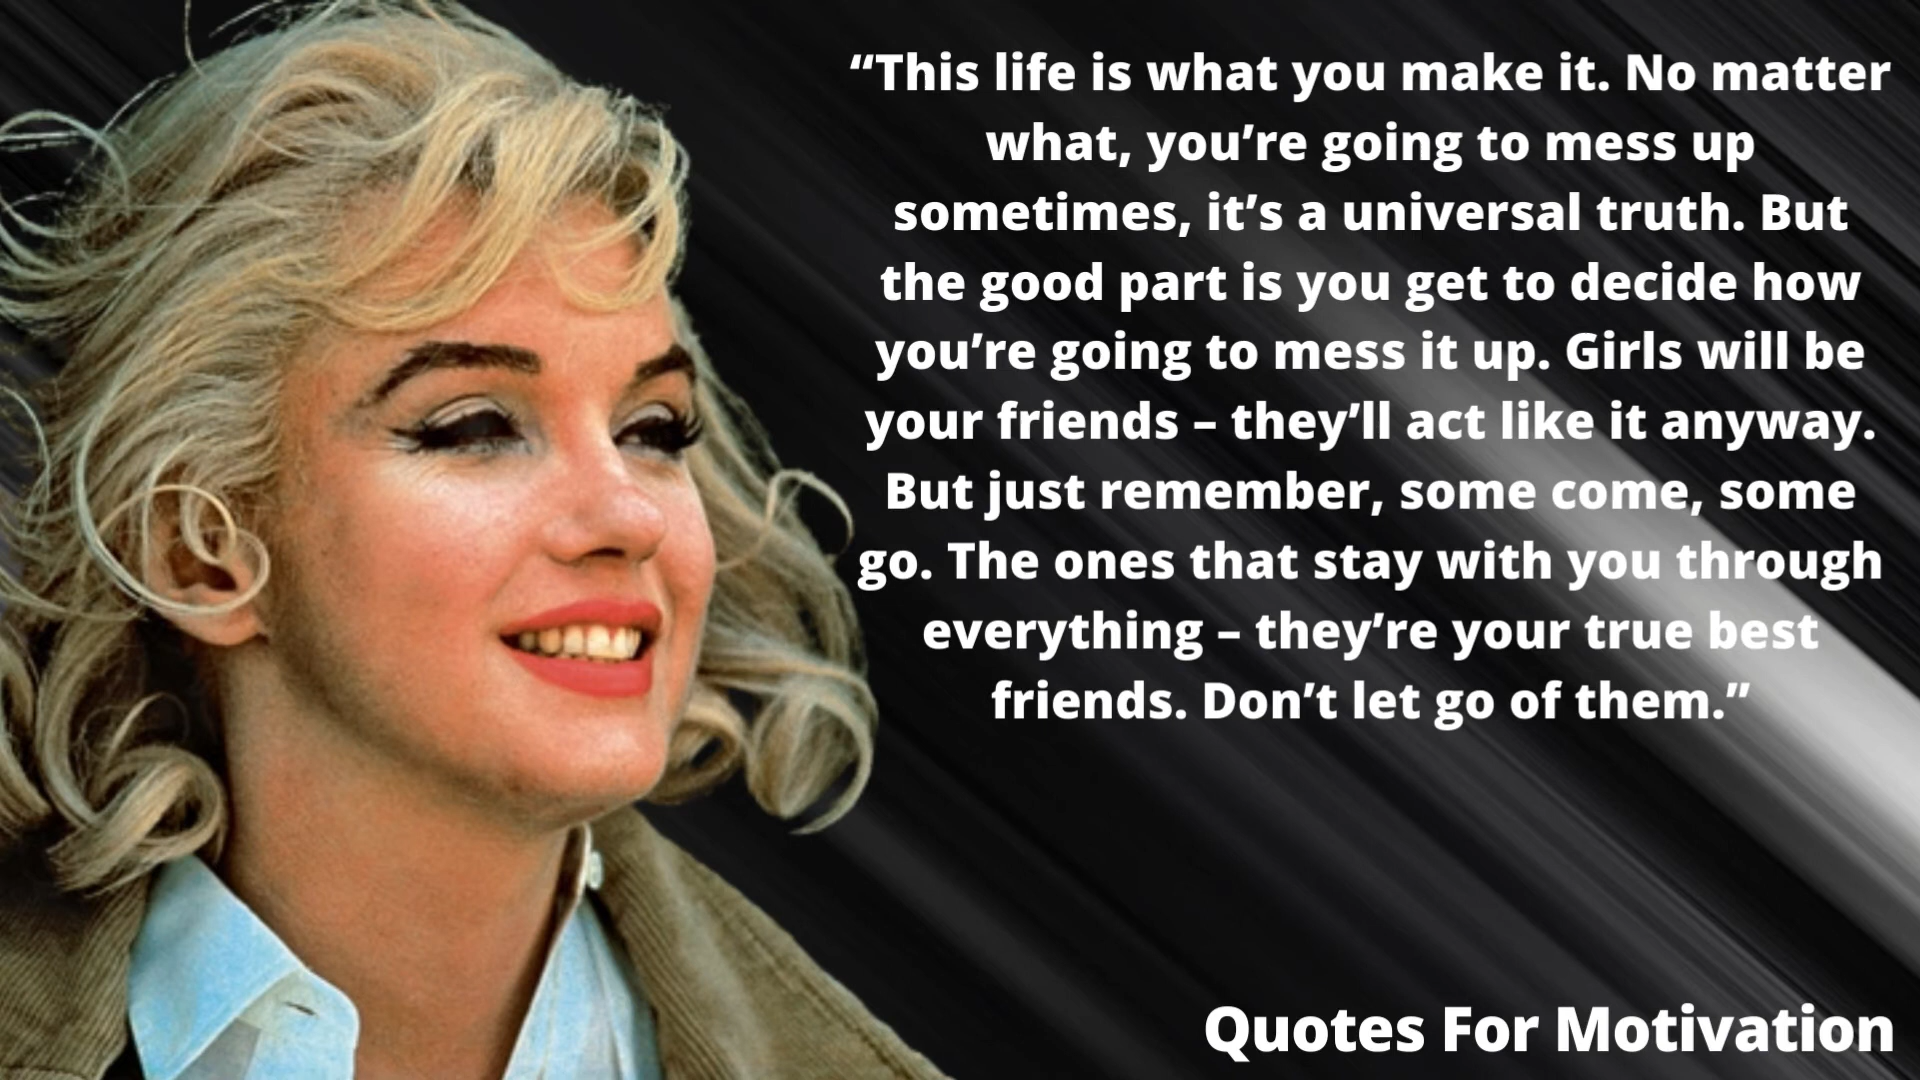 “This life is what you make it. No matter
what, you’re going to mess up
sometimes, it’s a universal truth. But
the good part is you get to decide how
you’re going to mess it up. Girls will be
your friends – they’ll act like it anyway.
But just remember, some come, some
go. The ones that stay with you through
everything – they’re your true best
friends. Don’t let go of them.”
Quotes For Motivation